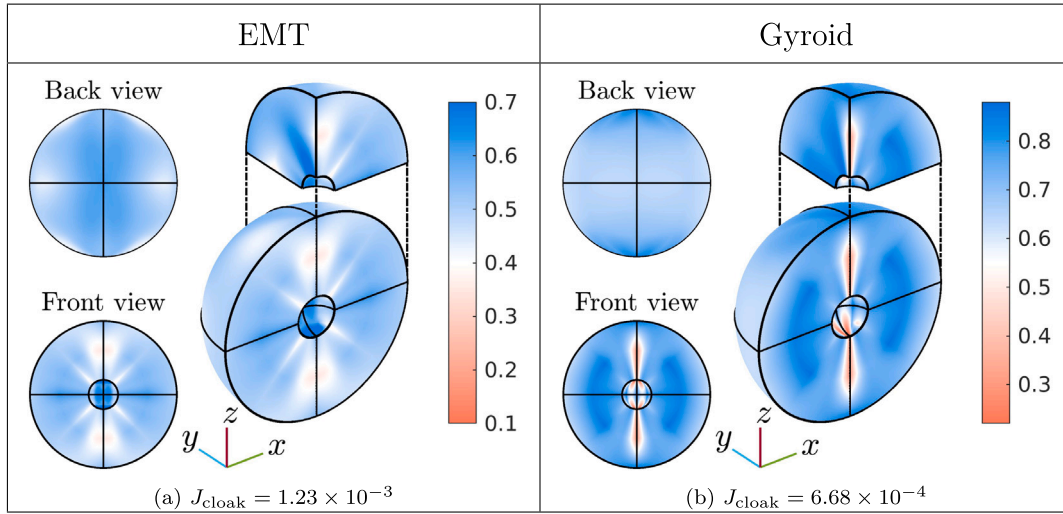 EMT
Gyroid
Back view
0.7
0.6
0.5
0.4
0.3
0.2
0.1
Front view
z
y
x
(a) J_cloak = 1.23 × 10⁻³
Back view
0.8
0.7
0.6
0.5
0.4
0.3
Front view
z
y
x
(b) J_cloak = 6.68 × 10⁻⁴